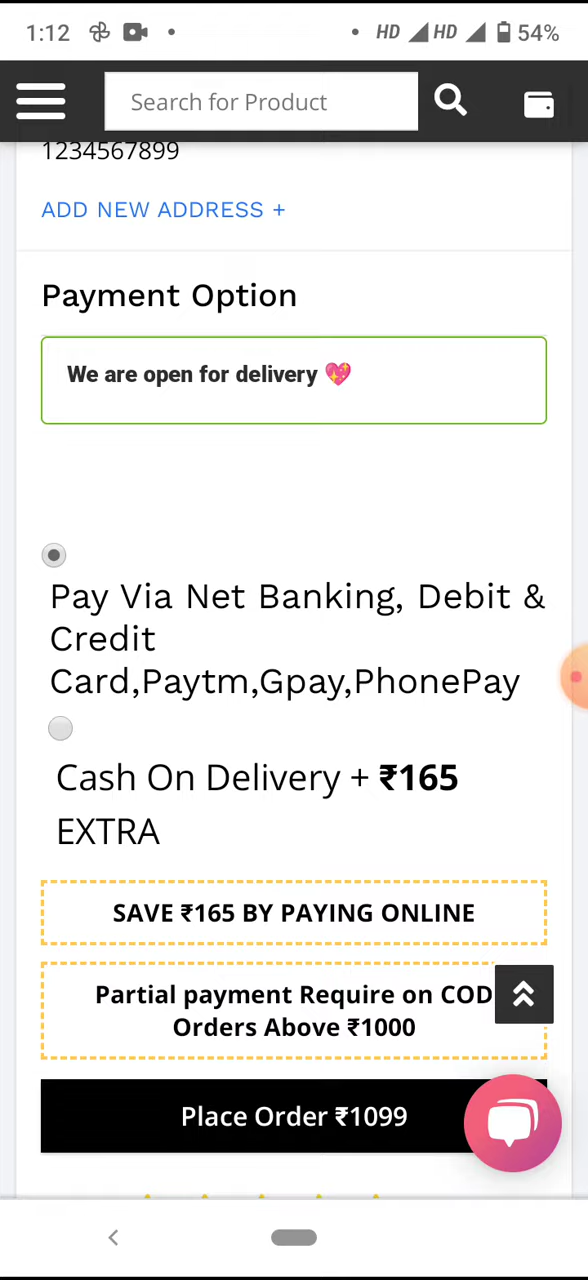 1:12
HD HD 54%
Search for Product
1234567899
ADD NEW ADDRESS +
Payment Option
We are open for delivery 💖
Pay Via Net Banking, Debit &
Credit
Card,Paytm,Gpay,PhonePay
Cash On Delivery + ₹165
EXTRA
SAVE ₹165 BY PAYING ONLINE
Partial payment Require on COD
Orders Above ₹1000
Place Order ₹1099